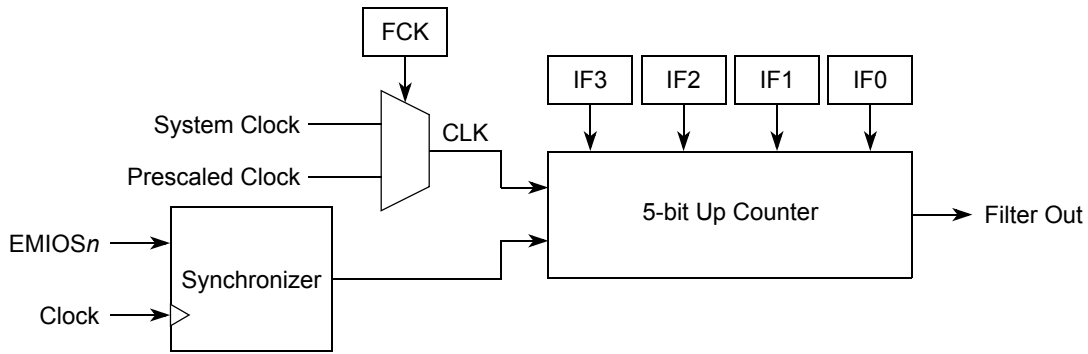 FCK
IF3 IF2 IF1 IF0
System Clock
CLK
Prescaled Clock
5-bit Up Counter
Filter Out
EMIOSn
Synchronizer
Clock